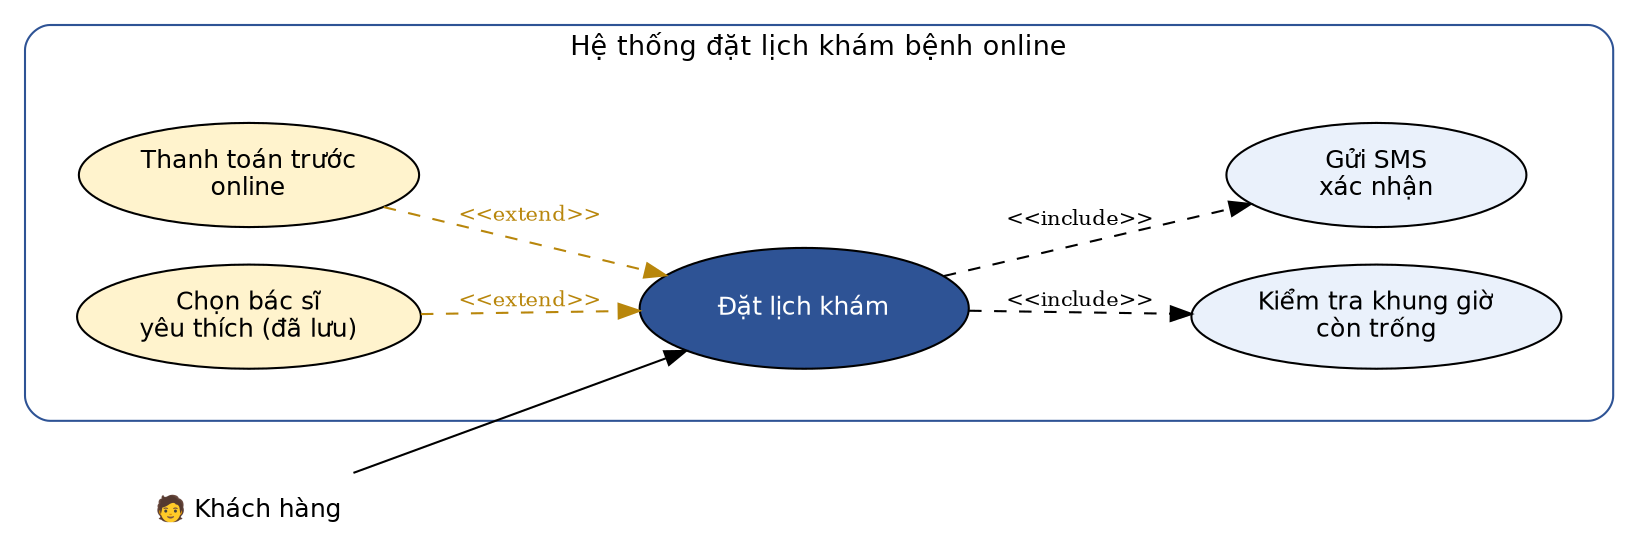 Hệ thống đặt lịch khám bệnh online
Thanh toán trước
online
<<extend>>
Chọn bác sĩ
yêu thích (đã lưu)
<<extend>>
Đặt lịch khám
<<include>>
Gửi SMS
xác nhận
<<include>>
Kiểm tra khung giờ
còn trống
🧑 Khách hàng